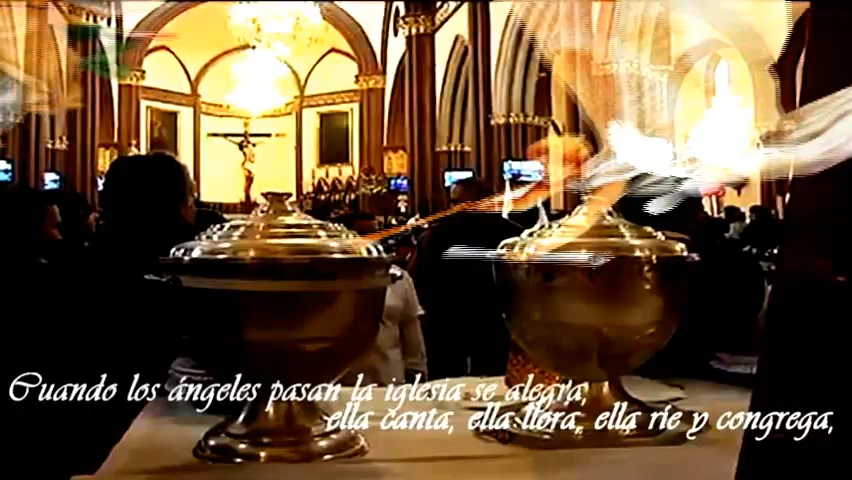 Cuando los ángeles pasan la iglesia se alegra,
ella canta, ella llora, ella ríe y congrega,